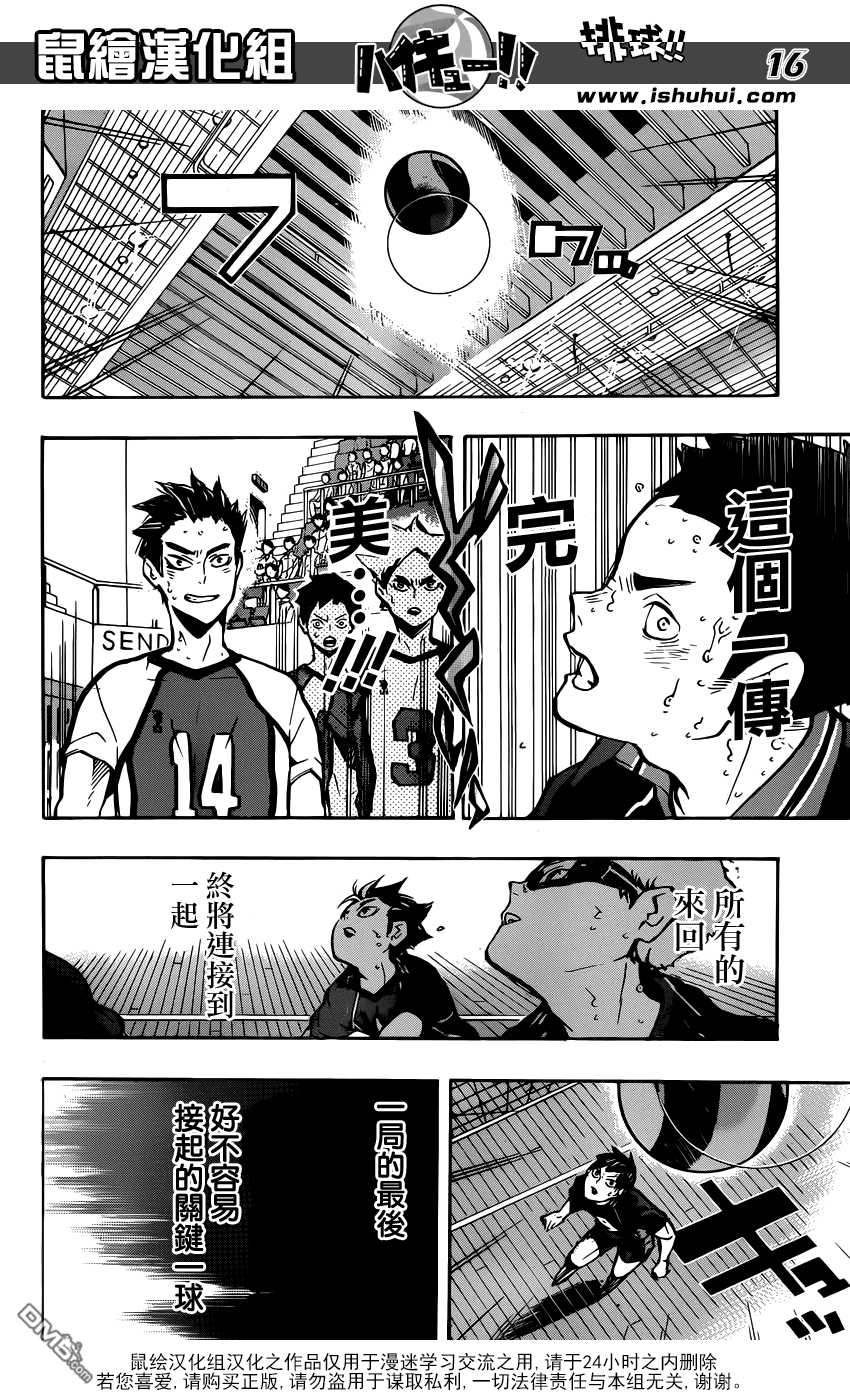 鼠繪漢化組
ハイキュー!!
排球!!
16
www.ishuhui.com
フ
ワッ…
這個一傳
完
美
…!!!
SEND
14
3
所有的
來回
終將連接到
一起
一局的最後
好不容易
接起的關鍵一球
キュッ…
鼠绘汉化组汉化之作品仅用于漫迷学习交流之用,请于24小时之内删除
若您喜爱,请购买正版,请勿盗用于谋取私利,一切法律责任与本组无关,谢谢。